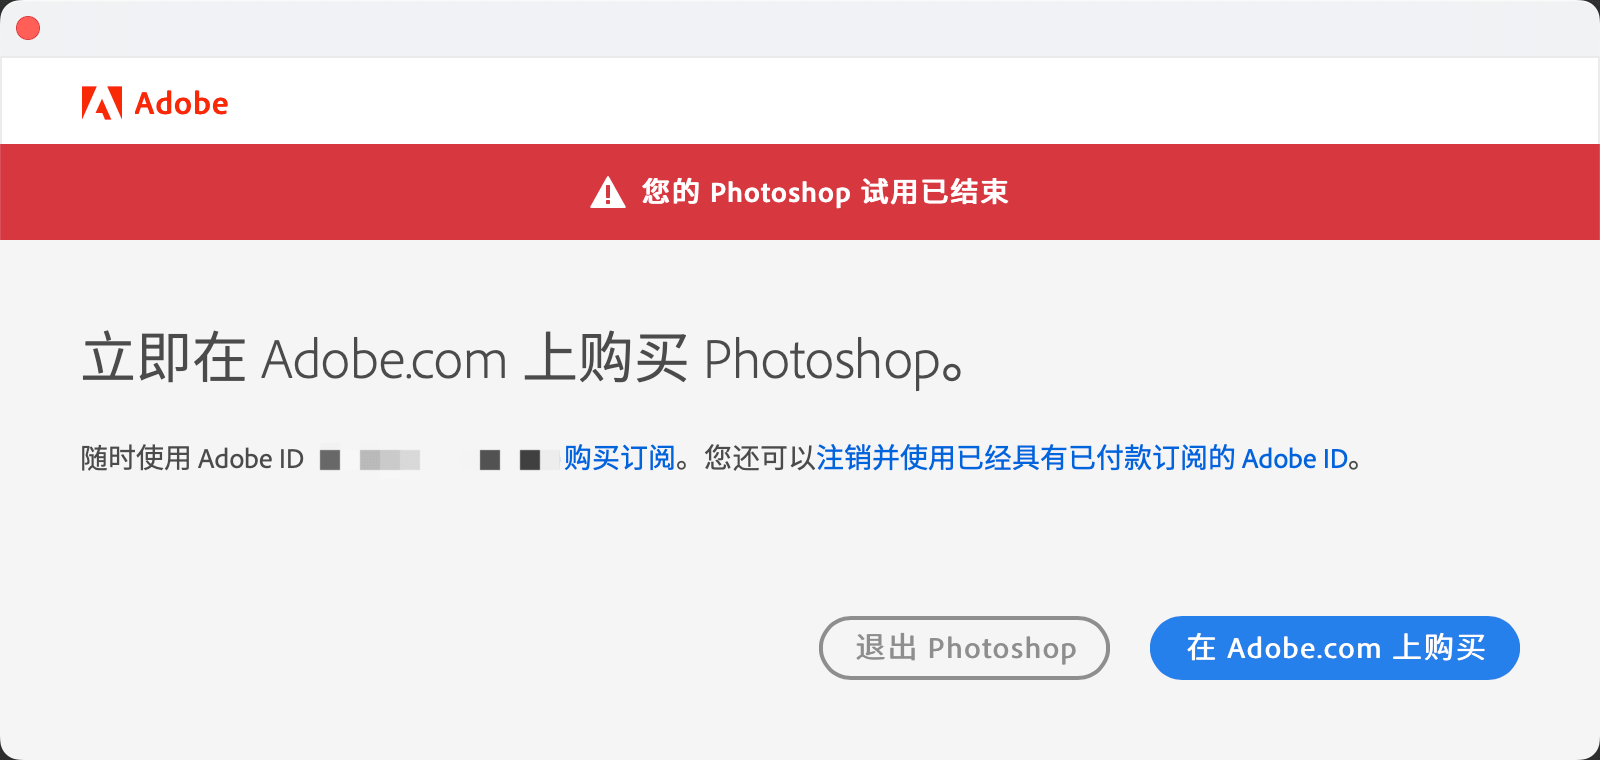 Adobe
您的 Photoshop 试用已结束
立即在 Adobe.com 上购买 Photoshop。
随时使用 Adobe ID 购买订阅。您还可以注销并使用已经具有已付款订阅的 Adobe ID。
退出 Photoshop
在 Adobe.com 上购买